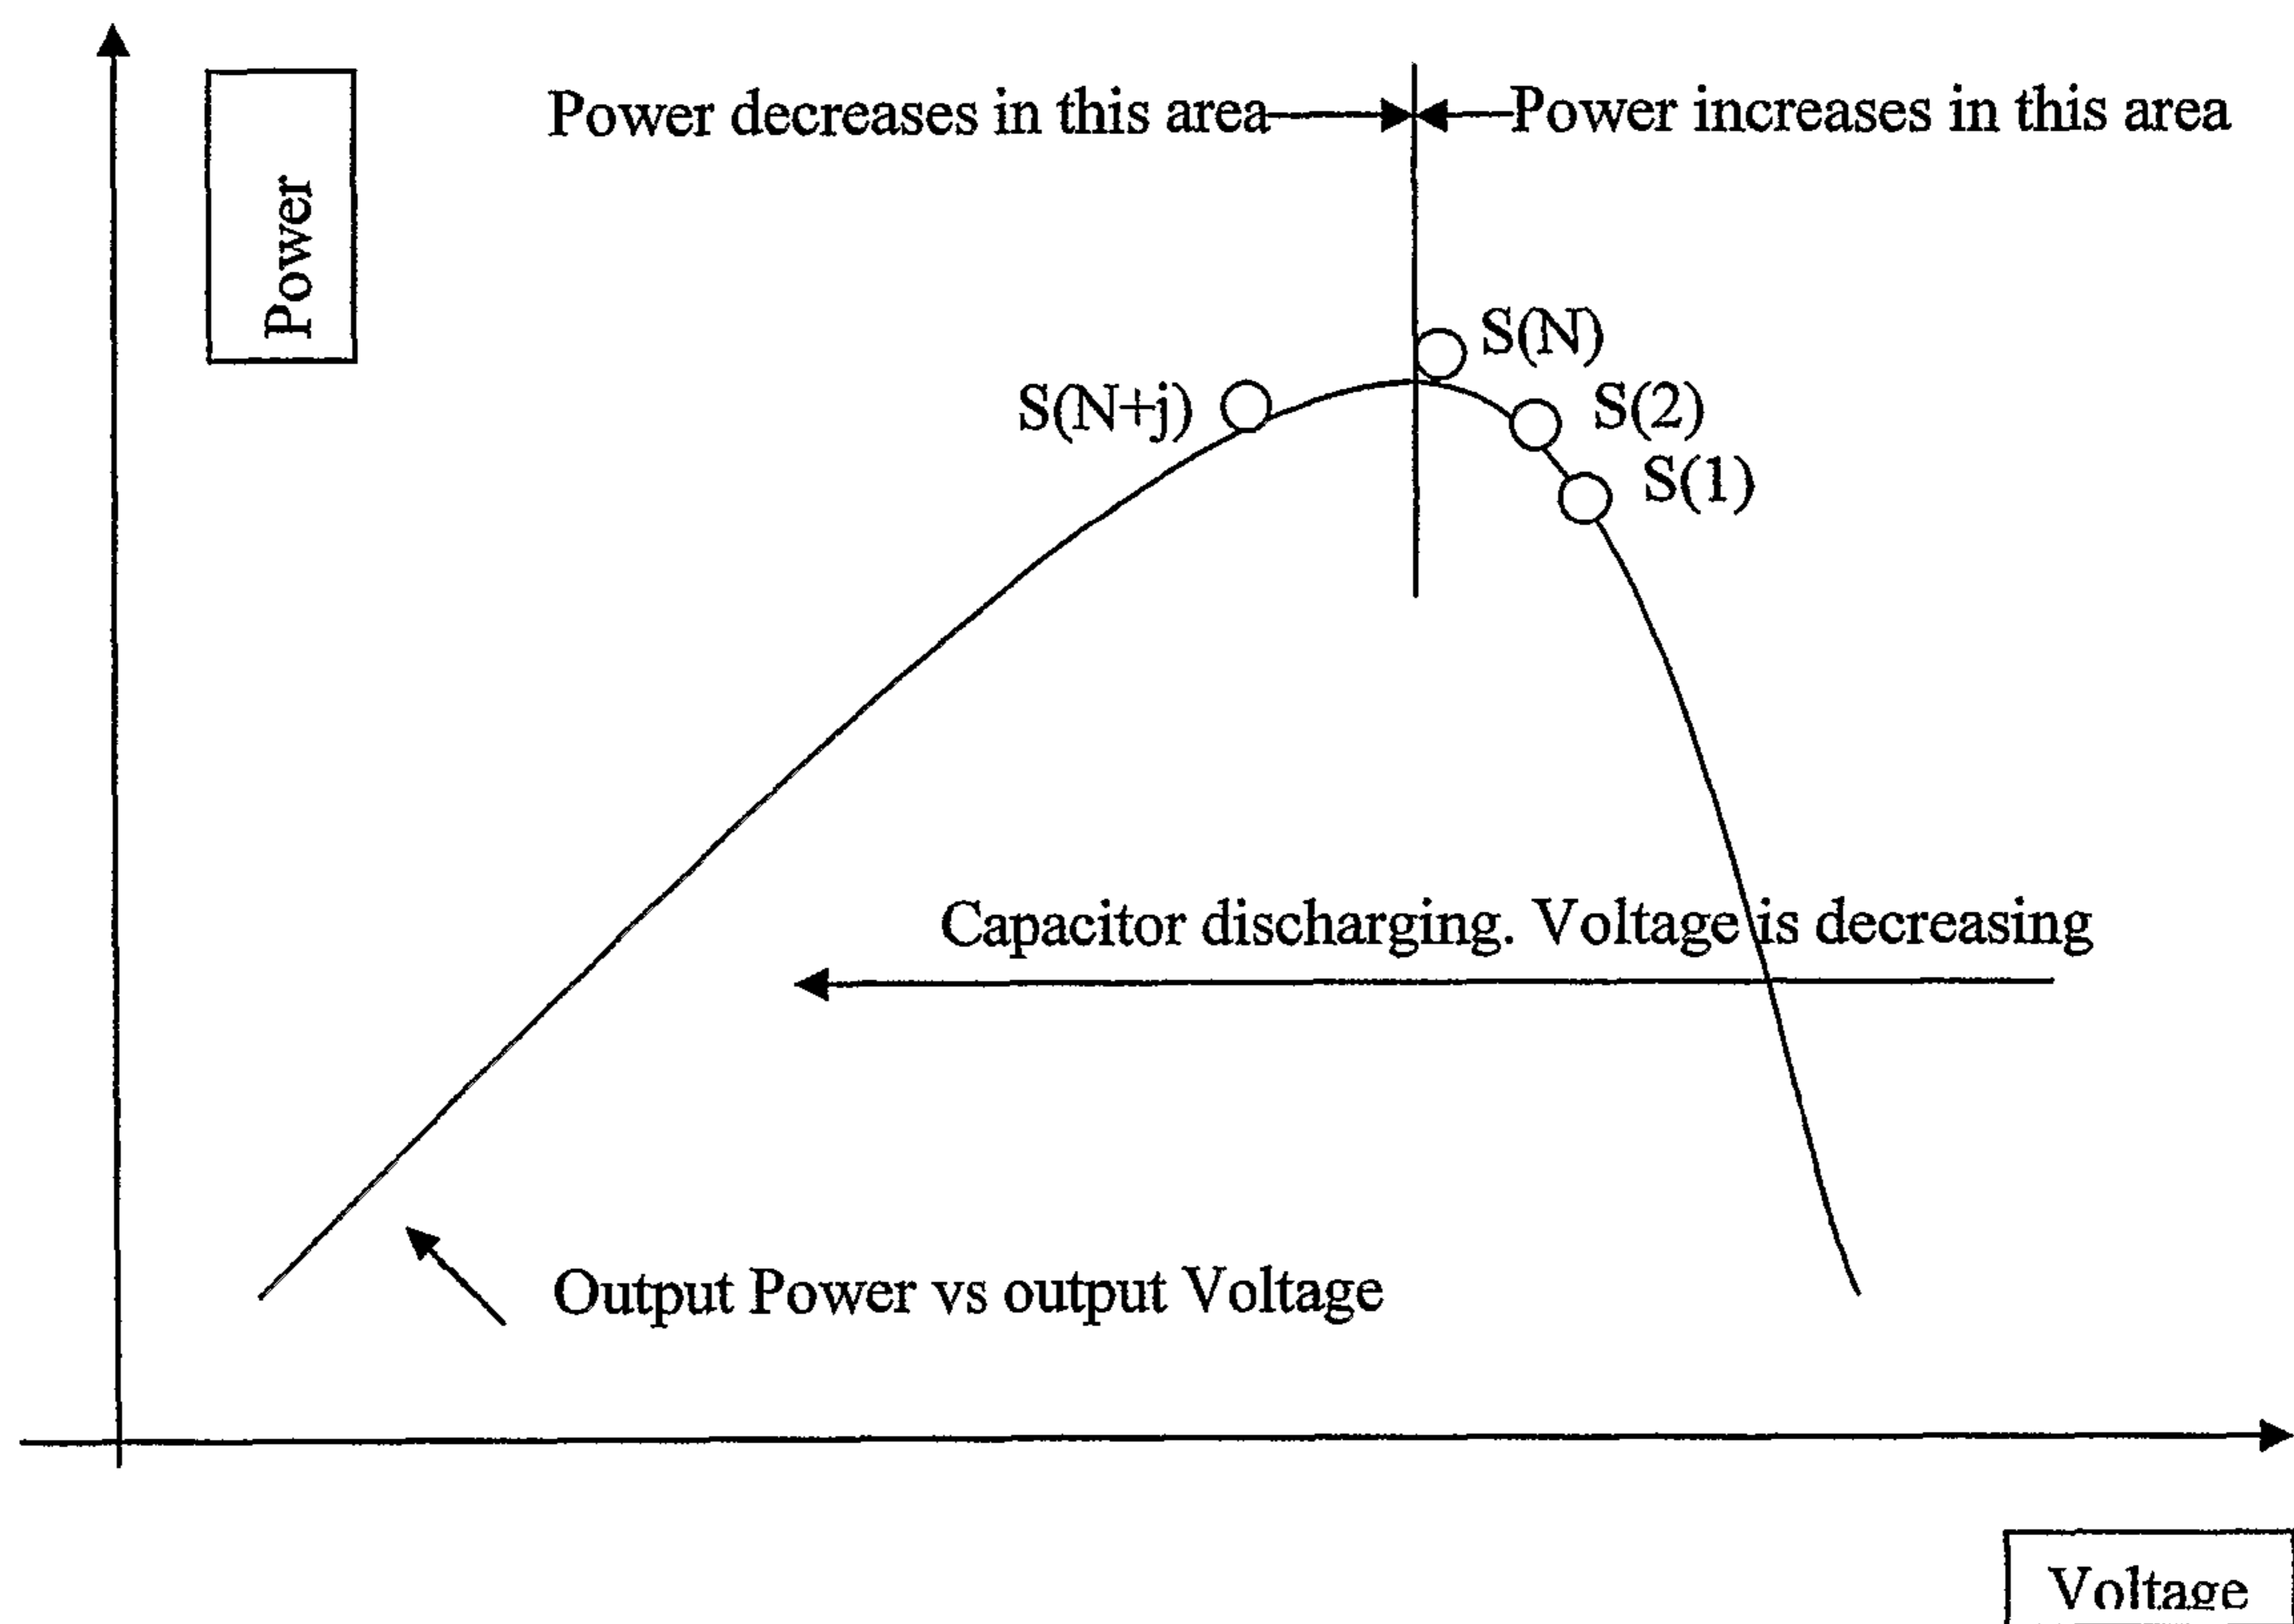 Power decreases in this area
Power increases in this area
Power
S(N)
S(N+j)
S(2)
S(1)
Capacitor discharging. Voltage is decreasing
Output Power vs output Voltage
Voltage